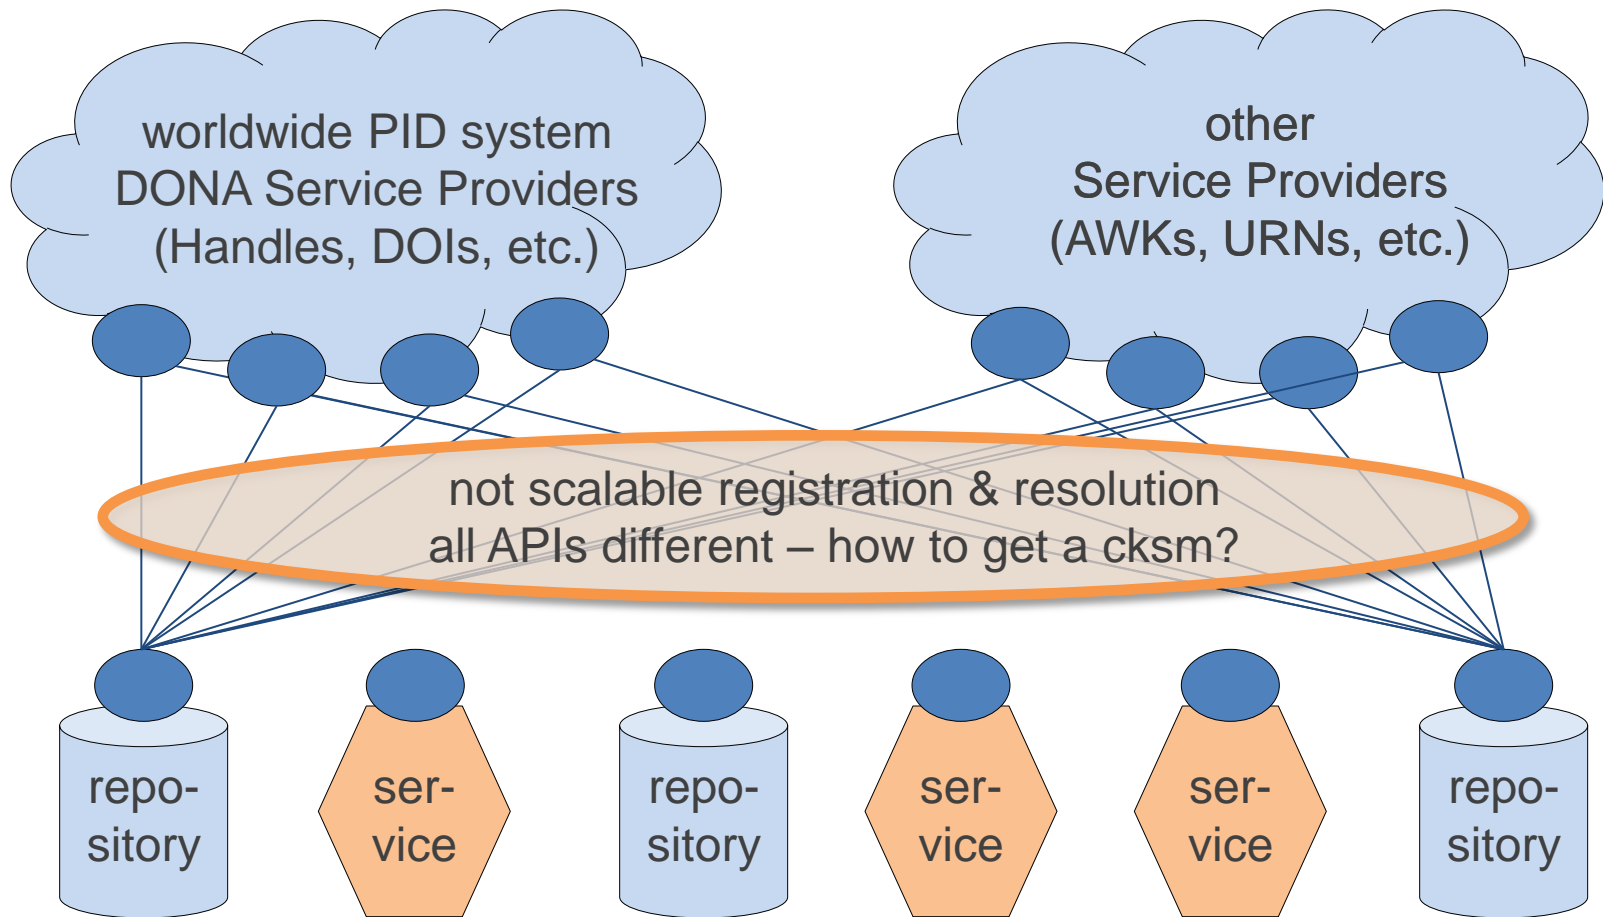 worldwide PID system
DONA Service Providers
(Handles, DOIs, etc.)
other
Service Providers
(AWKs, URNs, etc.)
not scalable registration & resolution
all APIs different – how to get a cksm?
repo-
sitory
ser-
vice
repo-
sitory
ser-
vice
ser-
vice
repo-
sitory